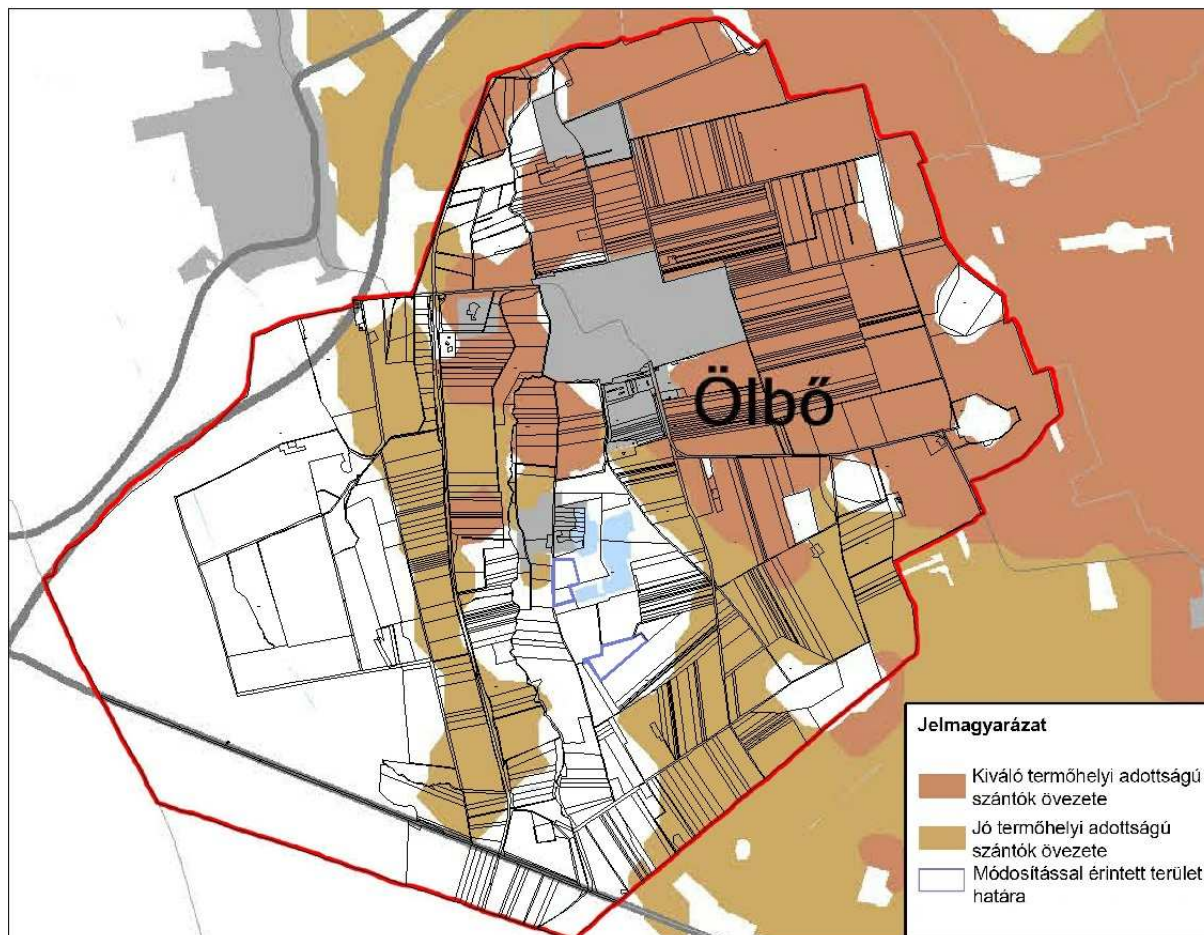 Ölbő
Jelmagyarázat
Kiváló termőhelyi adottságú
szántók övezete
Jó termőhelyi adottságú
szántók övezete
Módosítással érintett terület
határa